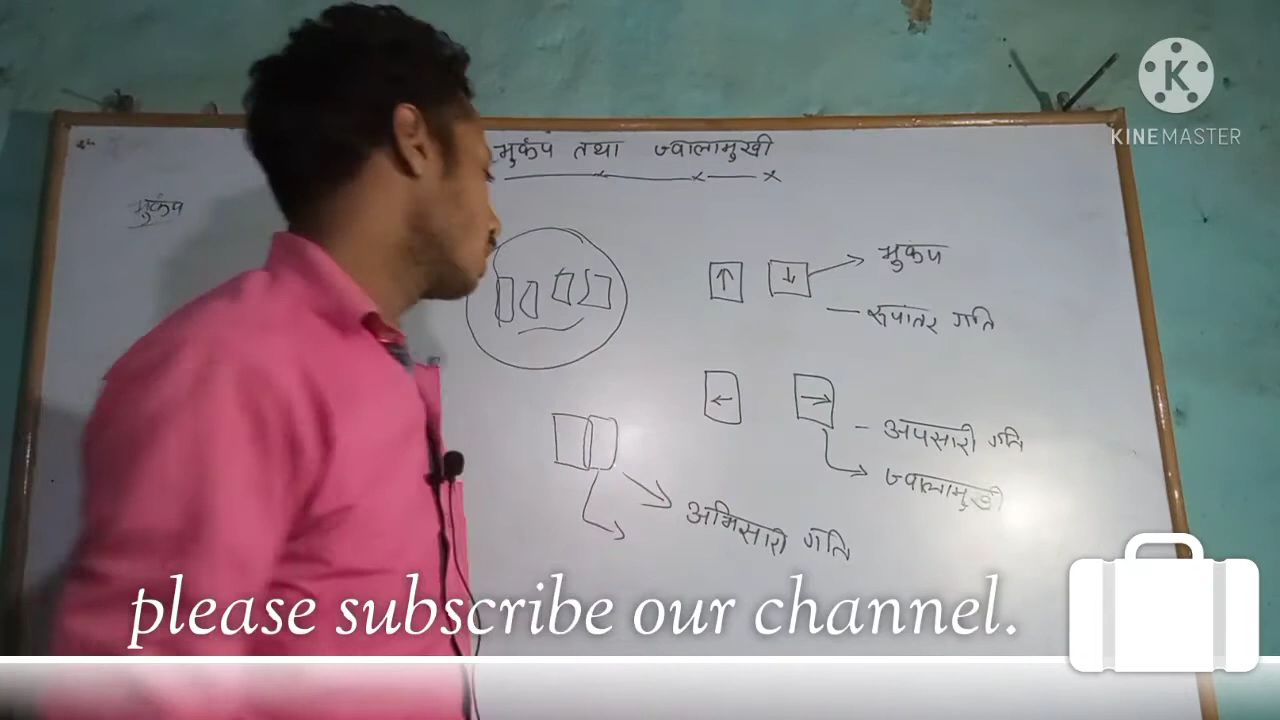 भुकंप तथा ज्वालामुखी
भुकंप
भुकंप
रूपांतर गति
अपसारी गति
ज्वालामुखी
अभिसारी गति
KINEMASTER
please subscribe our channel.